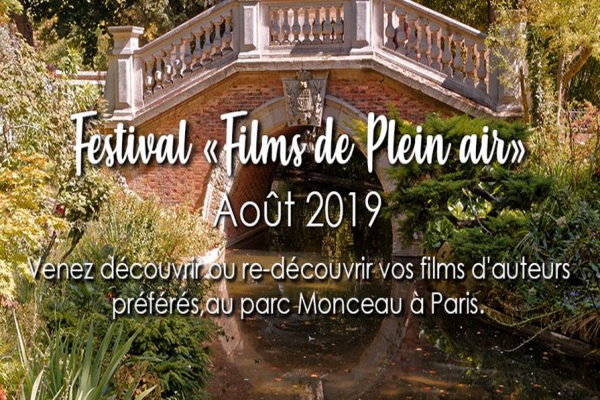 Festival «Films de Plein air»
Août 2019
Venez découvrir ou re-découvrir vos films d'auteurs
préférés au parc Monceau à Paris.